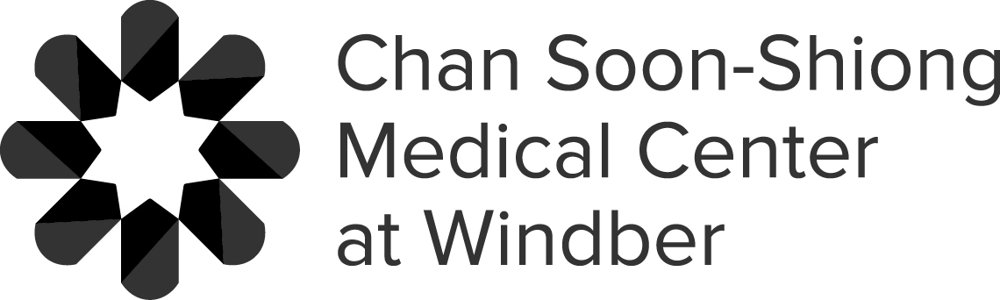 Chan Soon-Shiong
Medical Center
at Windber